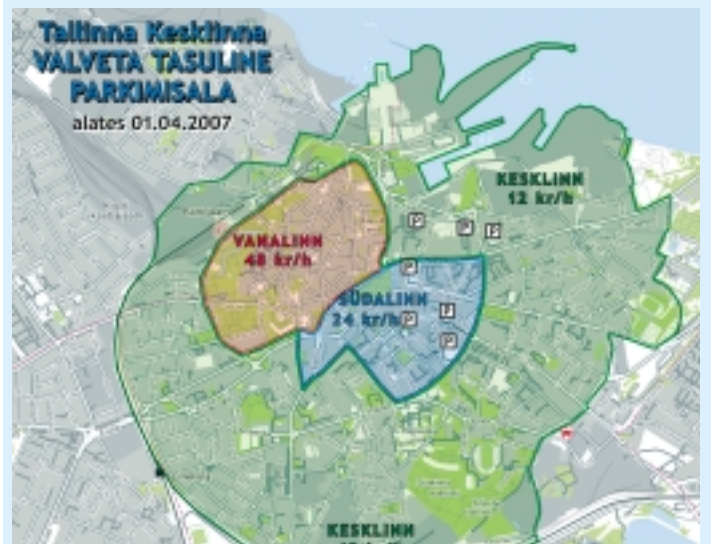 Tallinna Kesklinna
VALVETA TASULINE
PARKIMISALA
alates 01.04.2007
KESKLINN
12 kr/h
P
P
P
VANALINN
48 kr/h
P
SÜDALINN
24 kr/h
P
P
P
KESKLINN